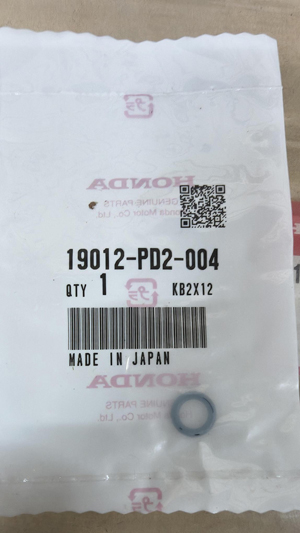 HONDA
GENUINE PARTS
Honda Motor Co., Ltd.
19012-PD2-004
QTY 1 KB2X12
MADE IN JAPAN
HONDA
GENUINE PARTS
Honda Motor Co., Ltd.